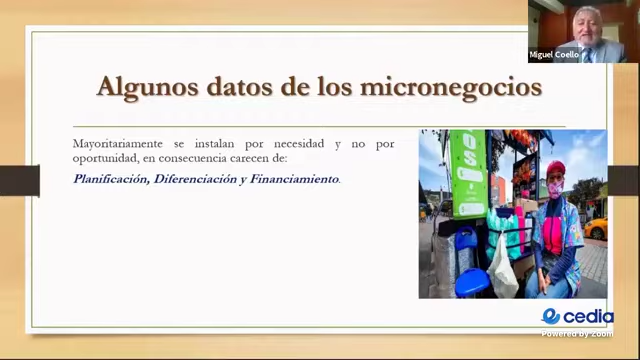 Miguel Coello
Algunos datos de los micronegocios
Mayoritariamente se instalan por necesidad y no por
oportunidad, en consecuencia carecen de:
Planificación, Diferenciación y Financiamiento.
OS
$
cedia
Powered by Zoom